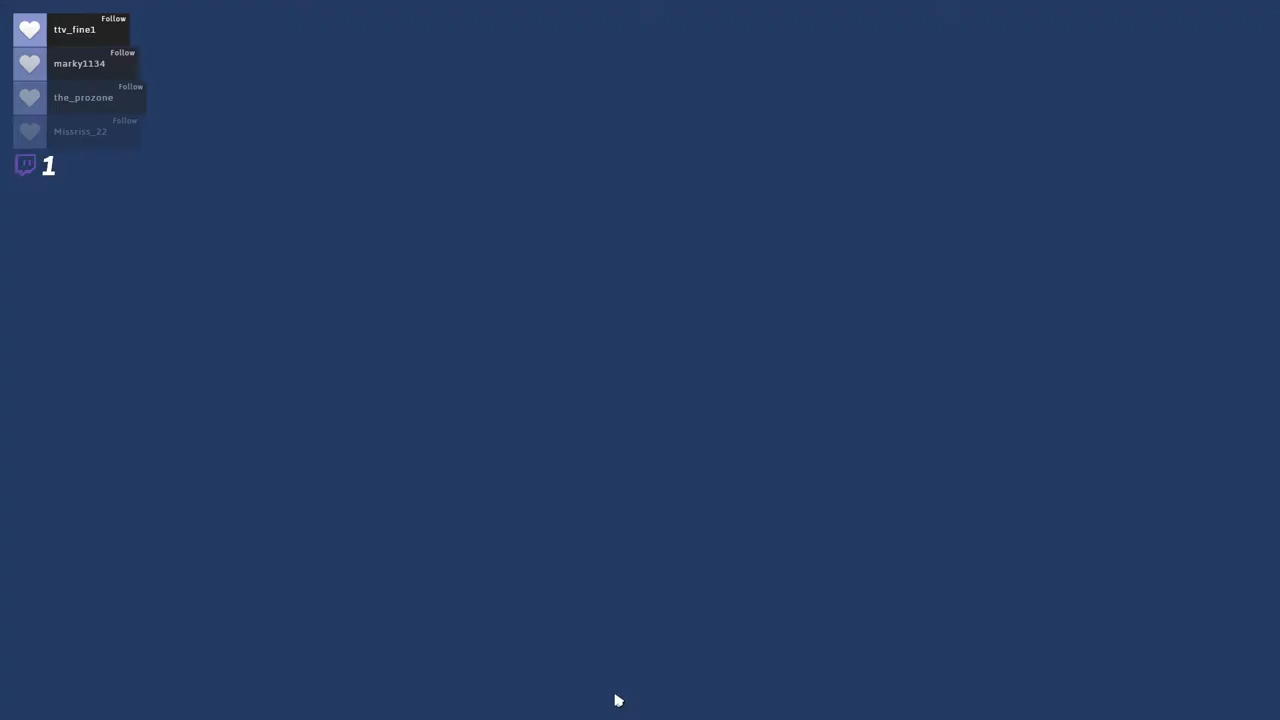 Follow
ttv_fine1
Follow
marky1134
Follow
the_prozone
Follow
Missriss_22
1